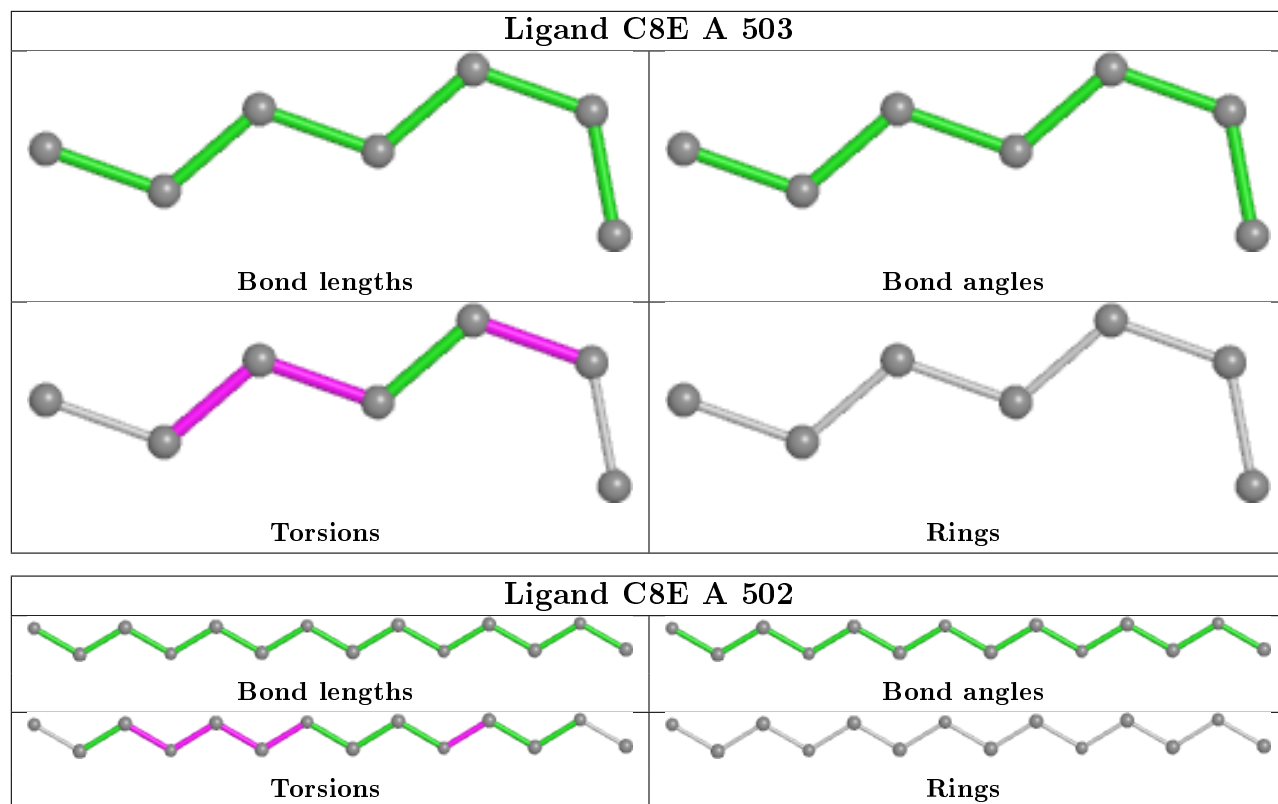 Ligand C8E A 503
Bond lengths
Bond angles
Torsions
Rings
Ligand C8E A 502
Bond lengths
Bond angles
Torsions
Rings